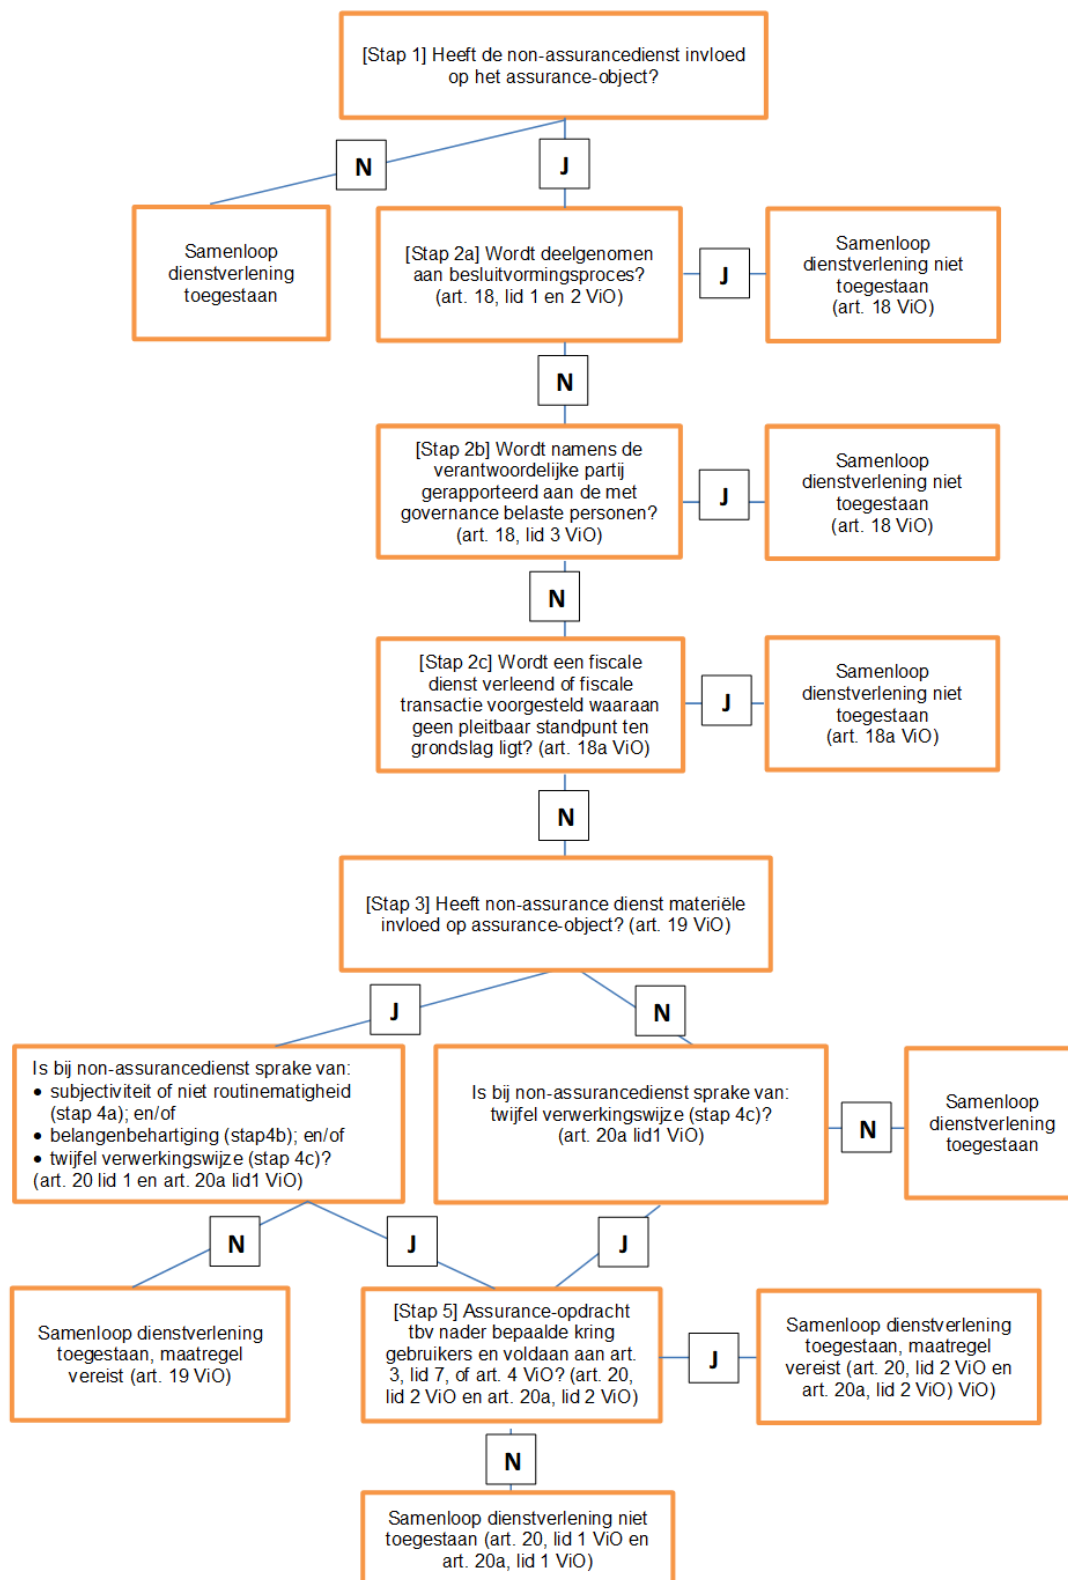 [Stap 1] Heeft de non-assurancedienst invloed
op het assurance-object?
N
J
Samenloop
dienstverlening
toegestaan
[Stap 2a] Wordt deelgenomen
aan besluitvormingsproces?
(art. 18, lid 1 en 2 ViO)
J
Samenloop
dienstverlening niet
toegestaan
(art. 18 ViO)
N
[Stap 2b] Wordt namens de
verantwoordelijke partij
gerapporteerd aan de met
governance belaste personen?
(art. 18, lid 3 ViO)
J
Samenloop
dienstverlening niet
toegestaan
(art. 18 ViO)
N
[Stap 2c] Wordt een fiscale
dienst verleend of fiscale
transactie voorgesteld waaraan
geen pleitbaar standpunt ten
grondslag ligt? (art. 18a ViO)
J
Samenloop
dienstverlening niet
toegestaan
(art. 18a ViO)
N
[Stap 3] Heeft non-assurance dienst materiële
invloed op assurance-object? (art. 19 ViO)
J
N
Is bij non-assurancedienst sprake van:
• subjectiviteit of niet routinematigheid
(stap 4a); en/of
• belangenbehartiging (stap4b); en/of
• twijfel verwerkingswijze (stap 4c)?
(art. 20 lid 1 en art. 20a lid1 ViO)
Is bij non-assurancedienst sprake van:
twijfel verwerkingswijze (stap 4c)?
(art. 20a lid1 ViO)
N
Samenloop
dienstverlening
toegestaan
N
J
J
Samenloop dienstverlening
toegestaan, maatregel
vereist (art. 19 ViO)
[Stap 5] Assurance-opdracht
tbv nader bepaalde kring
gebruikers en voldaan aan art.
3, lid 7, of art. 4 ViO? (art. 20,
lid 2 ViO en art. 20a, lid 2 ViO)
J
Samenloop dienstverlening
toegestaan, maatregel
vereist (art. 20, lid 2 ViO en
art. 20a, lid 2 ViO) ViO)
N
Samenloop dienstverlening niet
toegestaan (art. 20, lid 1 ViO en
art. 20a, lid 1 ViO)